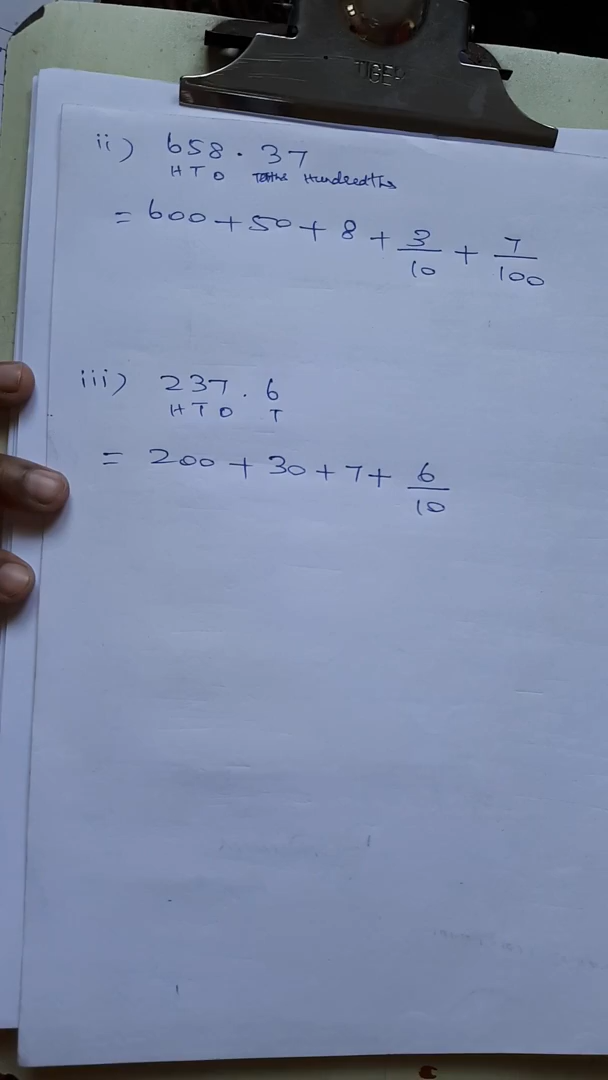 TIGER
ii) 658.37
H T O Tenths Hundredths
= 600 + 50 + 8 + 3/10 + 7/100
iii) 237.6
H T O T
= 200 + 30 + 7 + 6/10